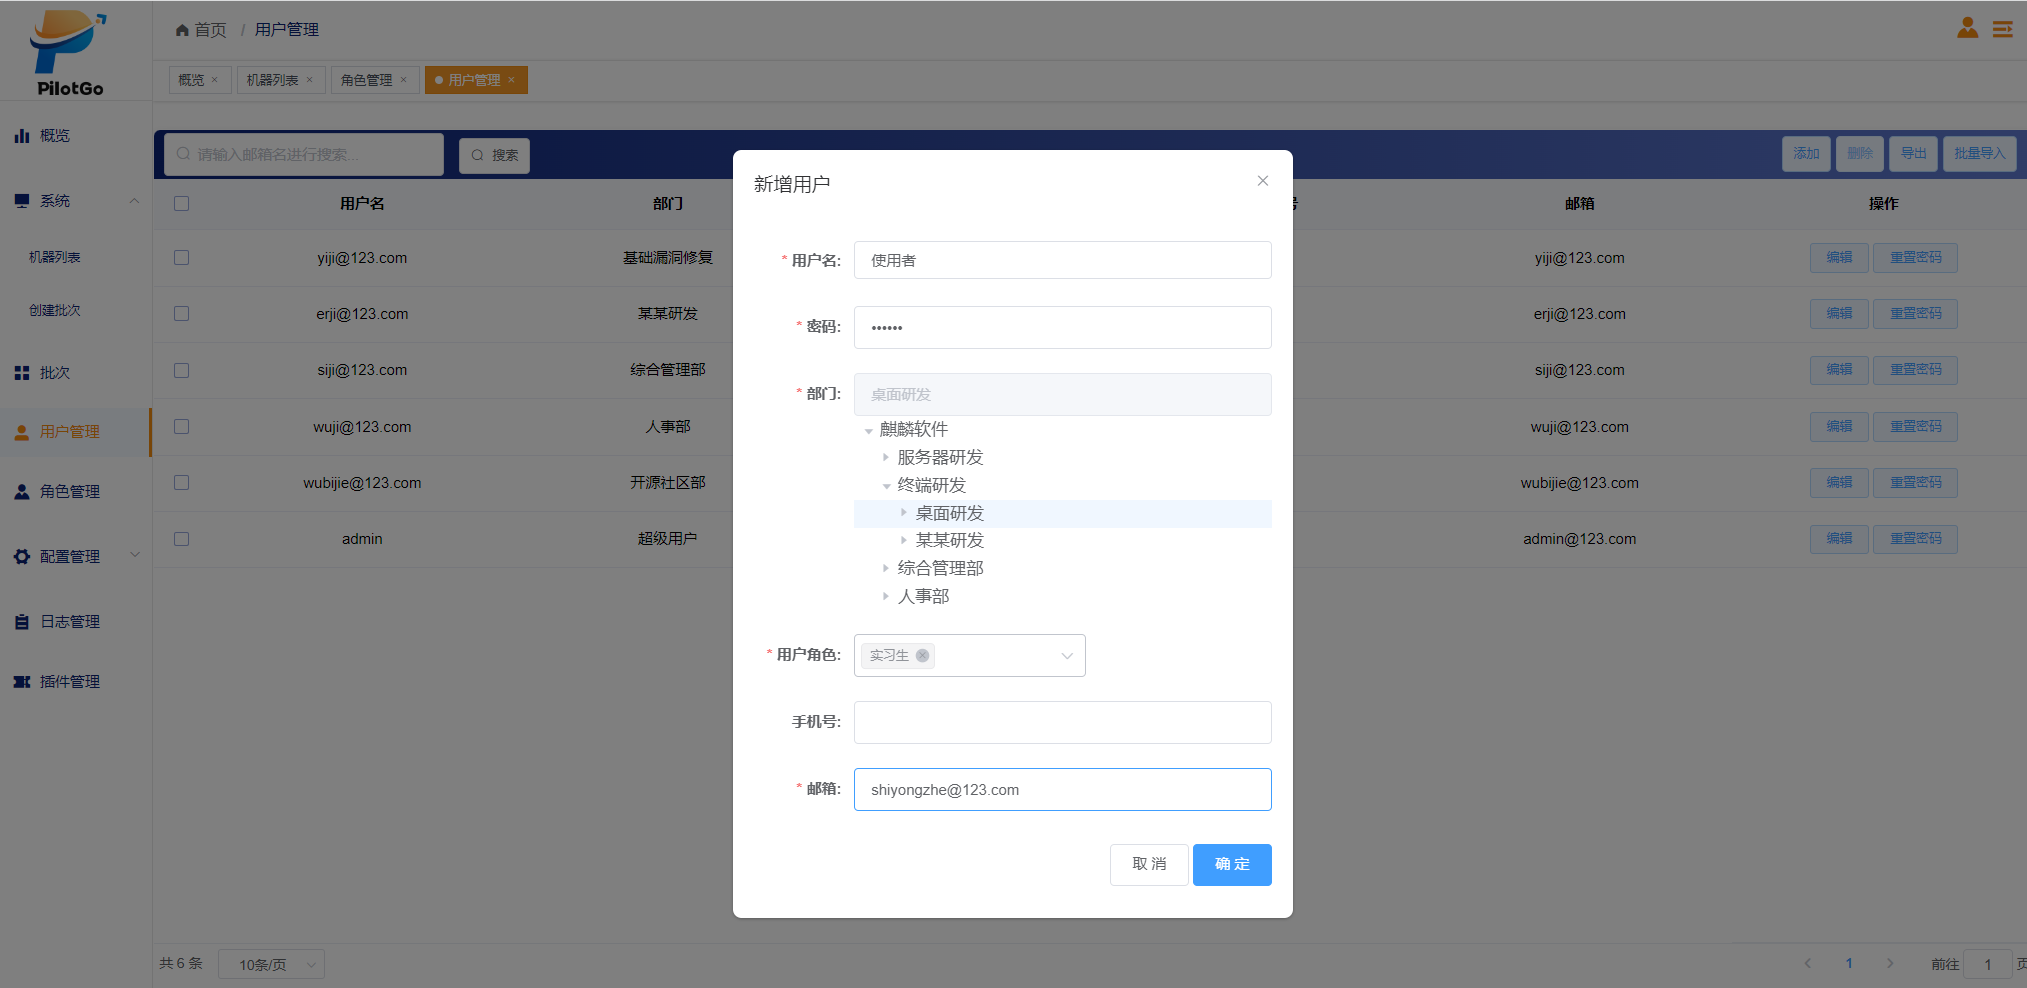 PilotGo
首页 / 用户管理
概览 × 机器列表 × 角色管理 × 用户管理 ×
概览
系统
机器列表
创建批次
批次
用户管理
角色管理
配置管理
日志管理
插件管理
请输入邮箱名进行搜索... 搜索 添加 删除 导出 批量导入
用户名 部门 号 邮箱 操作
yiji@123.com 基础漏洞修复 yiji@123.com 编辑 重置密码
erji@123.com 某某研发 erji@123.com 编辑 重置密码
siji@123.com 综合管理部 siji@123.com 编辑 重置密码
wuji@123.com 人事部 wuji@123.com 编辑 重置密码
wubijie@123.com 开源社区部 wubijie@123.com 编辑 重置密码
admin 超级用户 admin@123.com 编辑 重置密码
新增用户
* 用户名: 使用者
* 密码: ••••••
* 部门: 桌面研发
麒麟软件
服务器研发
终端研发
桌面研发
某某研发
综合管理部
人事部
* 用户角色: 实习生
手机号:
* 邮箱: shiyongzhe@123.com
取 消 确 定
共 6 条 10条/页 1 前往 1 页